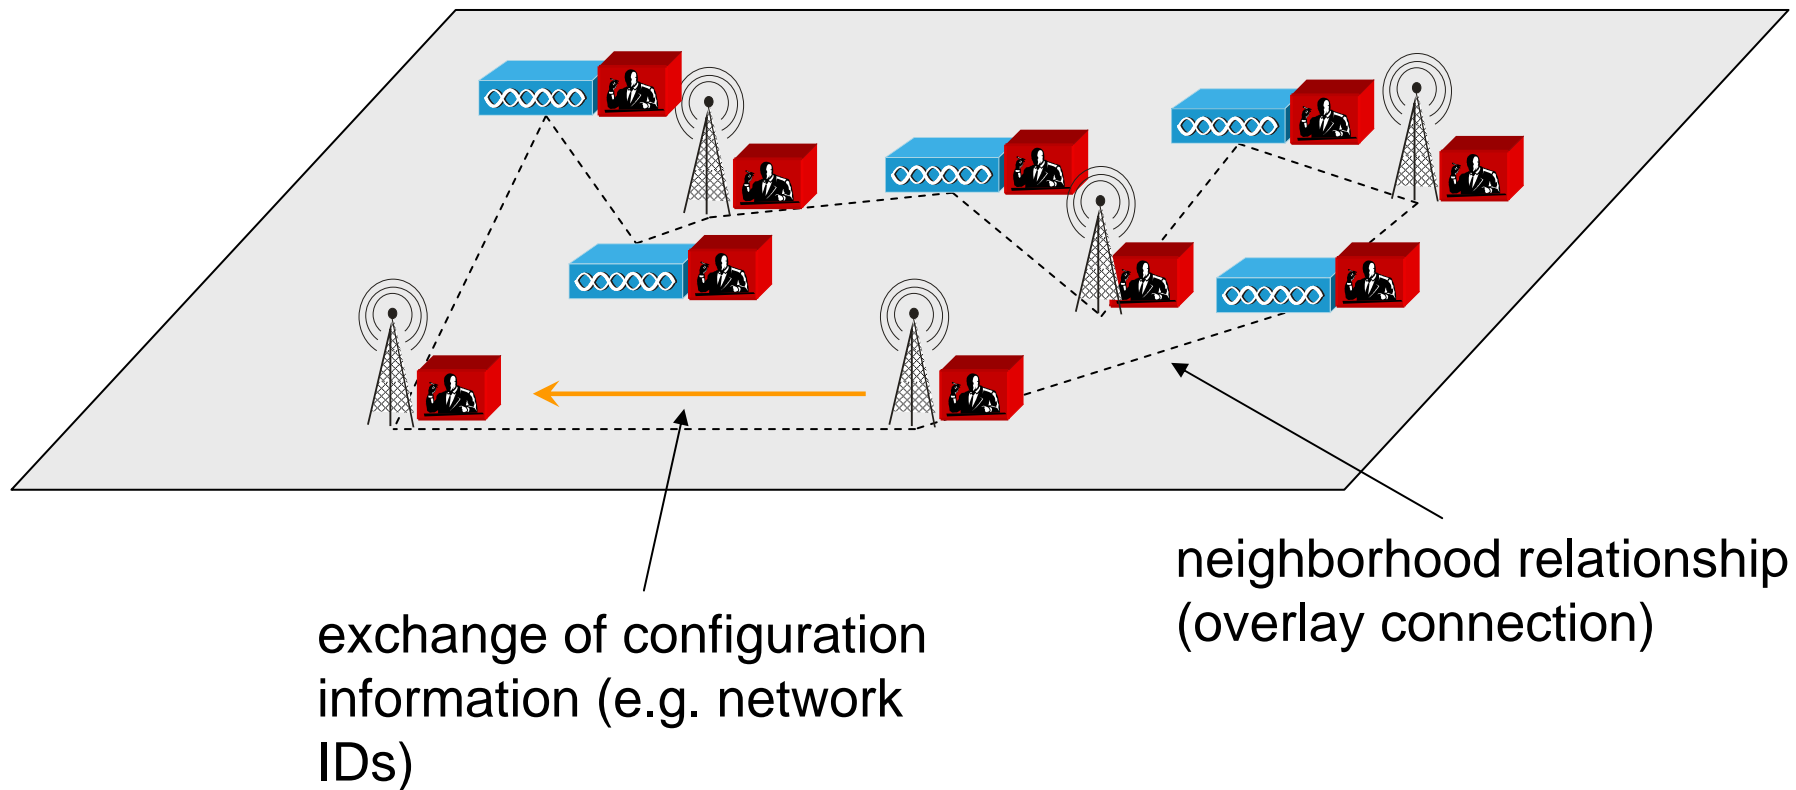 neighborhood relationship
(overlay connection)
exchange of configuration
information (e.g. network
IDs)